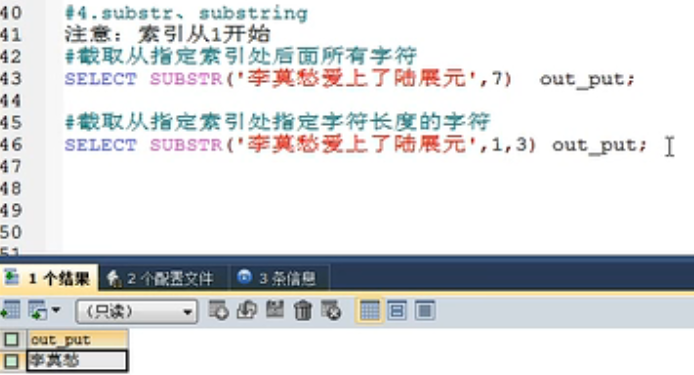 40 #4.substr、substring
41 注意：索引从1开始
42 #截取从指定索引处后面所有字符
43 SELECT SUBSTR('李莫愁爱上了陆展元',7)  out_put;
44
45 #截取从指定索引处指定字符长度的字符
46 SELECT SUBSTR('李莫愁爱上了陆展元',1,3) out_put;
47
48
49
50
51
1 个结果 2 个配置文件 3 条信息
(只读)
out_put
李莫愁